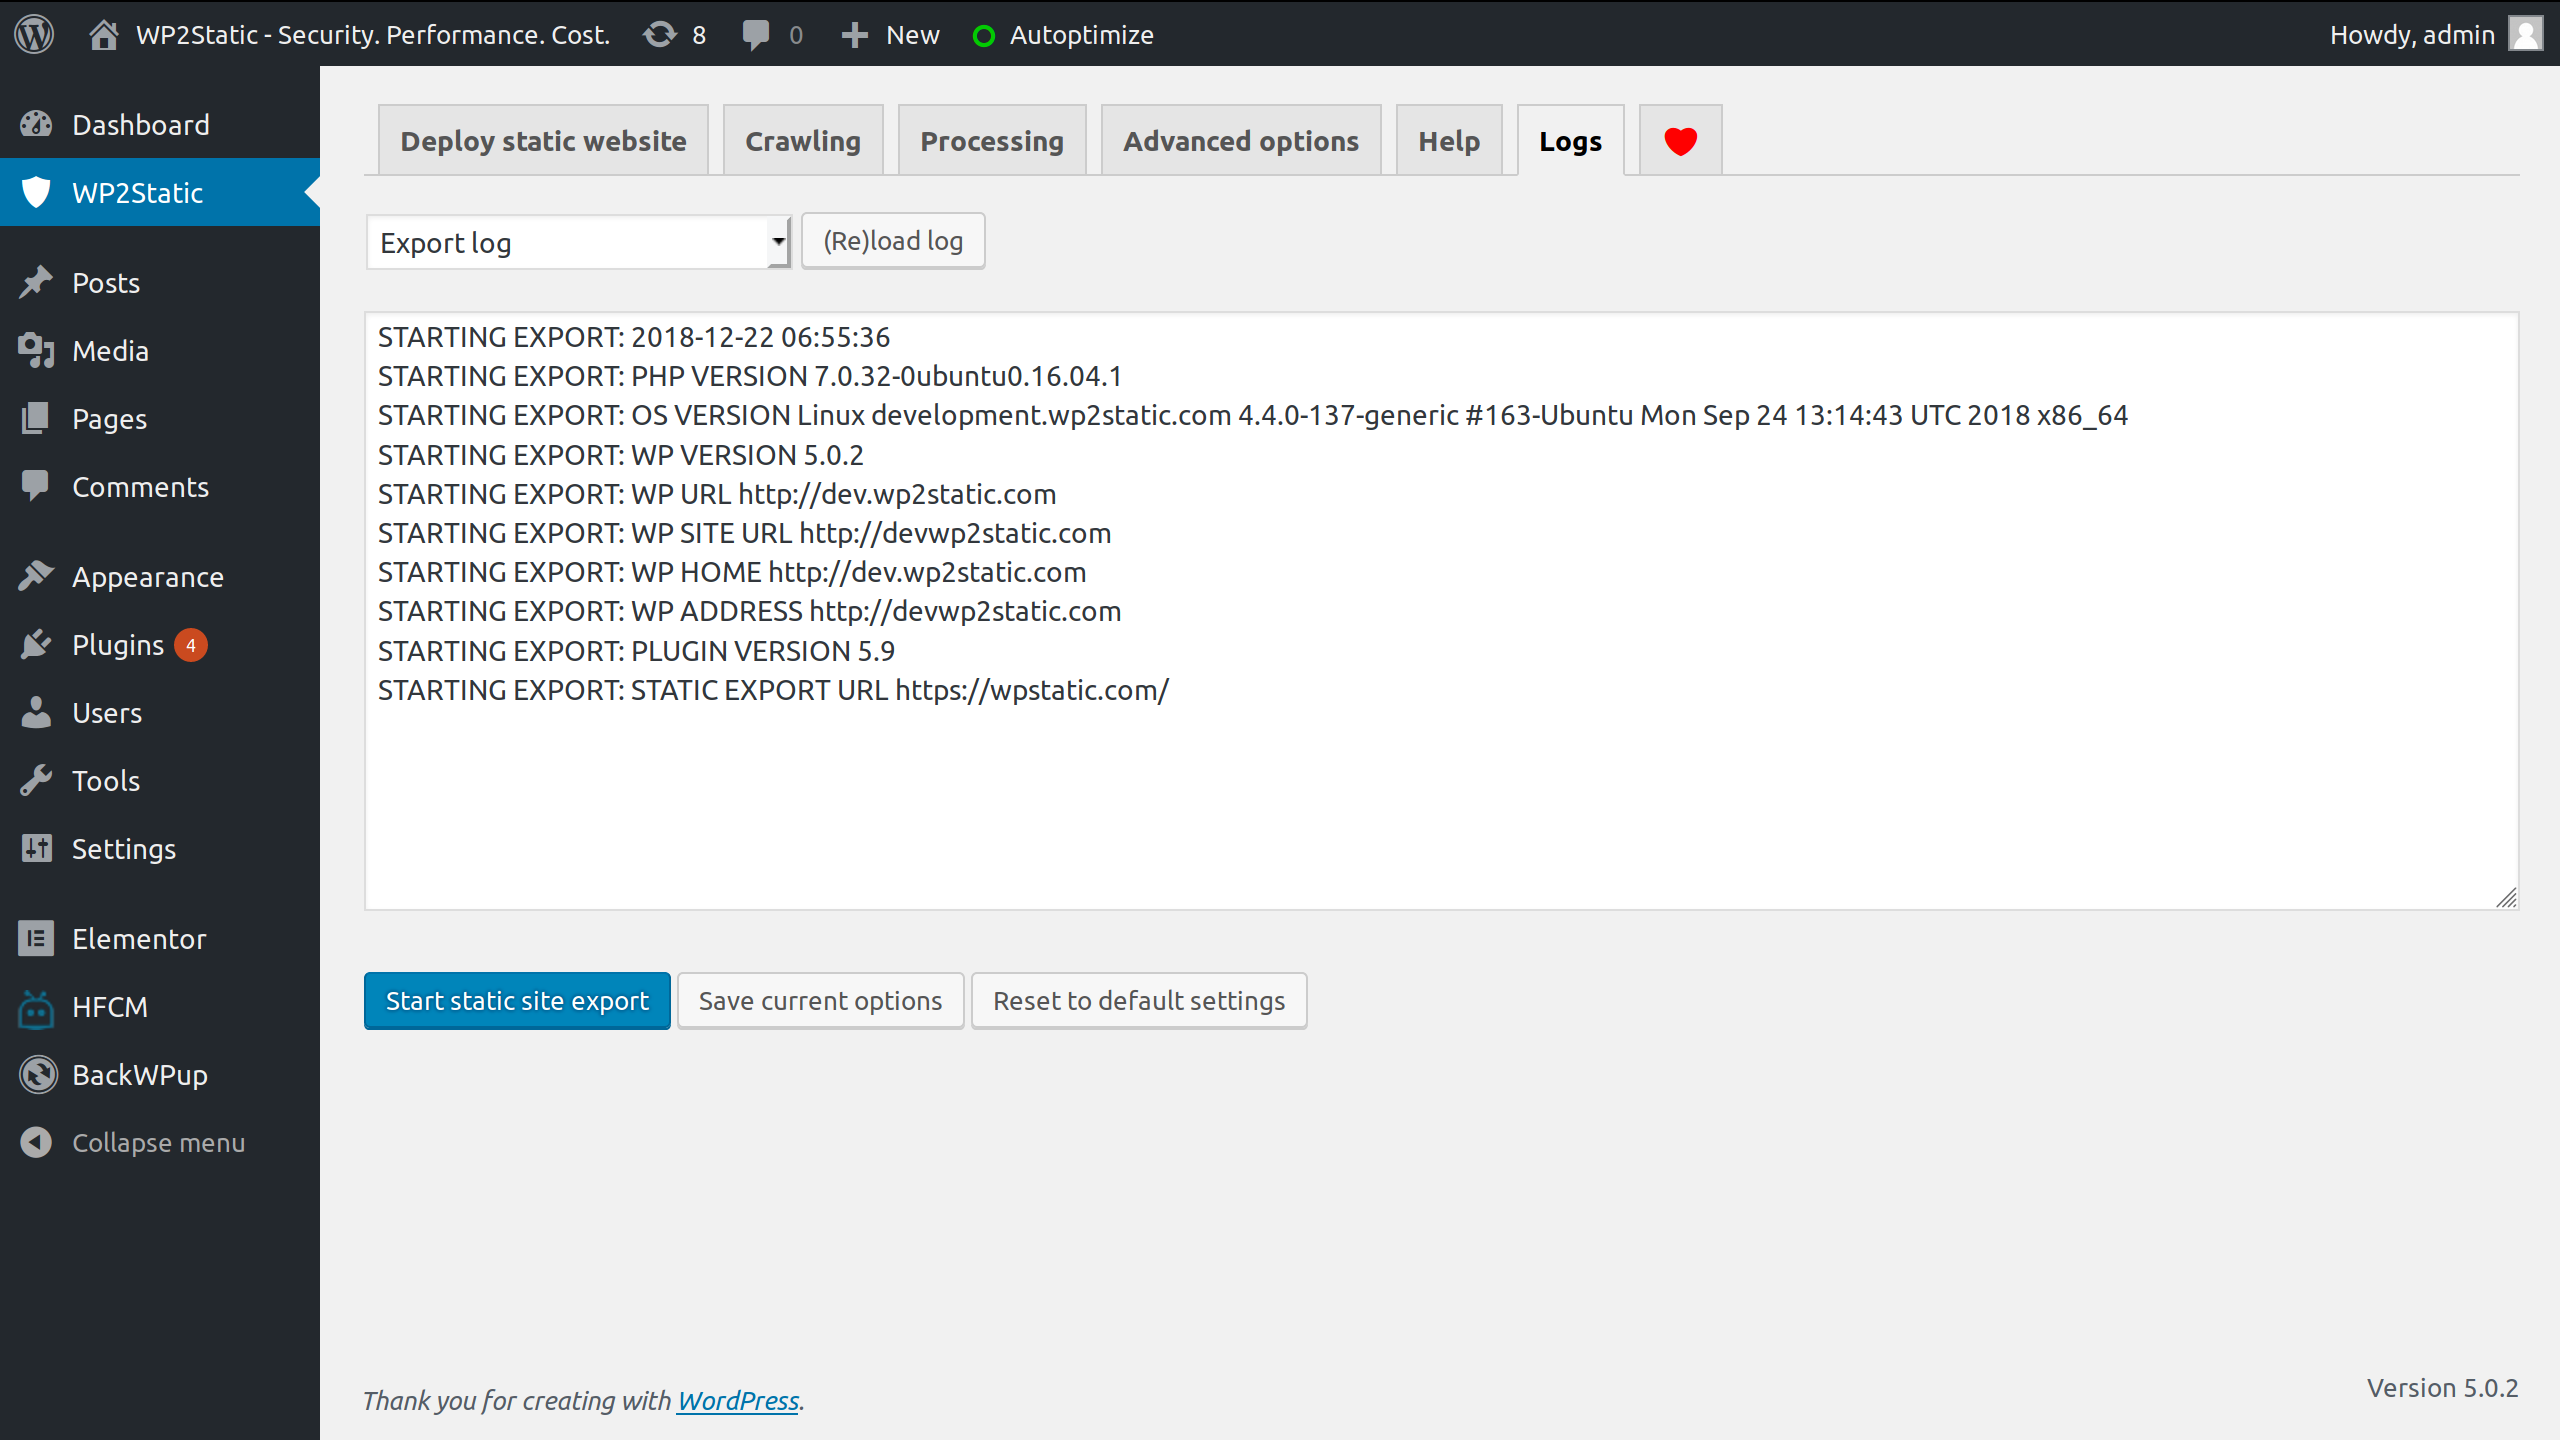 WP2Static - Security. Performance. Cost. 8 0 New Autoptimize Howdy, admin
Dashboard
WP2Static
Posts
Media
Pages
Comments
Appearance
Plugins 4
Users
Tools
Settings
Elementor
HFCM
BackWPup
Collapse menu
Deploy static website Crawling Processing Advanced options Help Logs
Export log (Re)load log
STARTING EXPORT: 2018-12-22 06:55:36
STARTING EXPORT: PHP VERSION 7.0.32-0ubuntu0.16.04.1
STARTING EXPORT: OS VERSION Linux development.wp2static.com 4.4.0-137-generic #163-Ubuntu Mon Sep 24 13:14:43 UTC 2018 x86_64
STARTING EXPORT: WP VERSION 5.0.2
STARTING EXPORT: WP URL http://dev.wp2static.com
STARTING EXPORT: WP SITE URL http://devwp2static.com
STARTING EXPORT: WP HOME http://dev.wp2static.com
STARTING EXPORT: WP ADDRESS http://devwp2static.com
STARTING EXPORT: PLUGIN VERSION 5.9
STARTING EXPORT: STATIC EXPORT URL https://wpstatic.com/
Start static site export Save current options Reset to default settings
Thank you for creating with WordPress.
Version 5.0.2